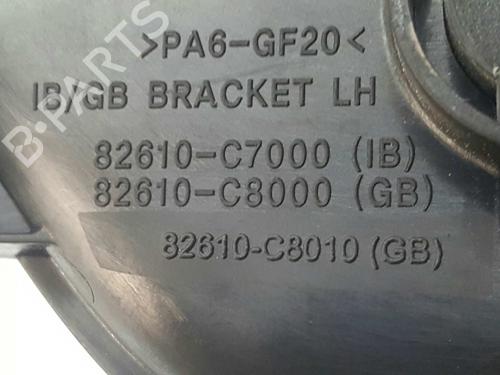 B-PARTS
>PA6-GF20<
IB/GB BRACKET LH
82610-C7000 (IB)
82610-C8000 (GB)
82610-C8010 (GB)